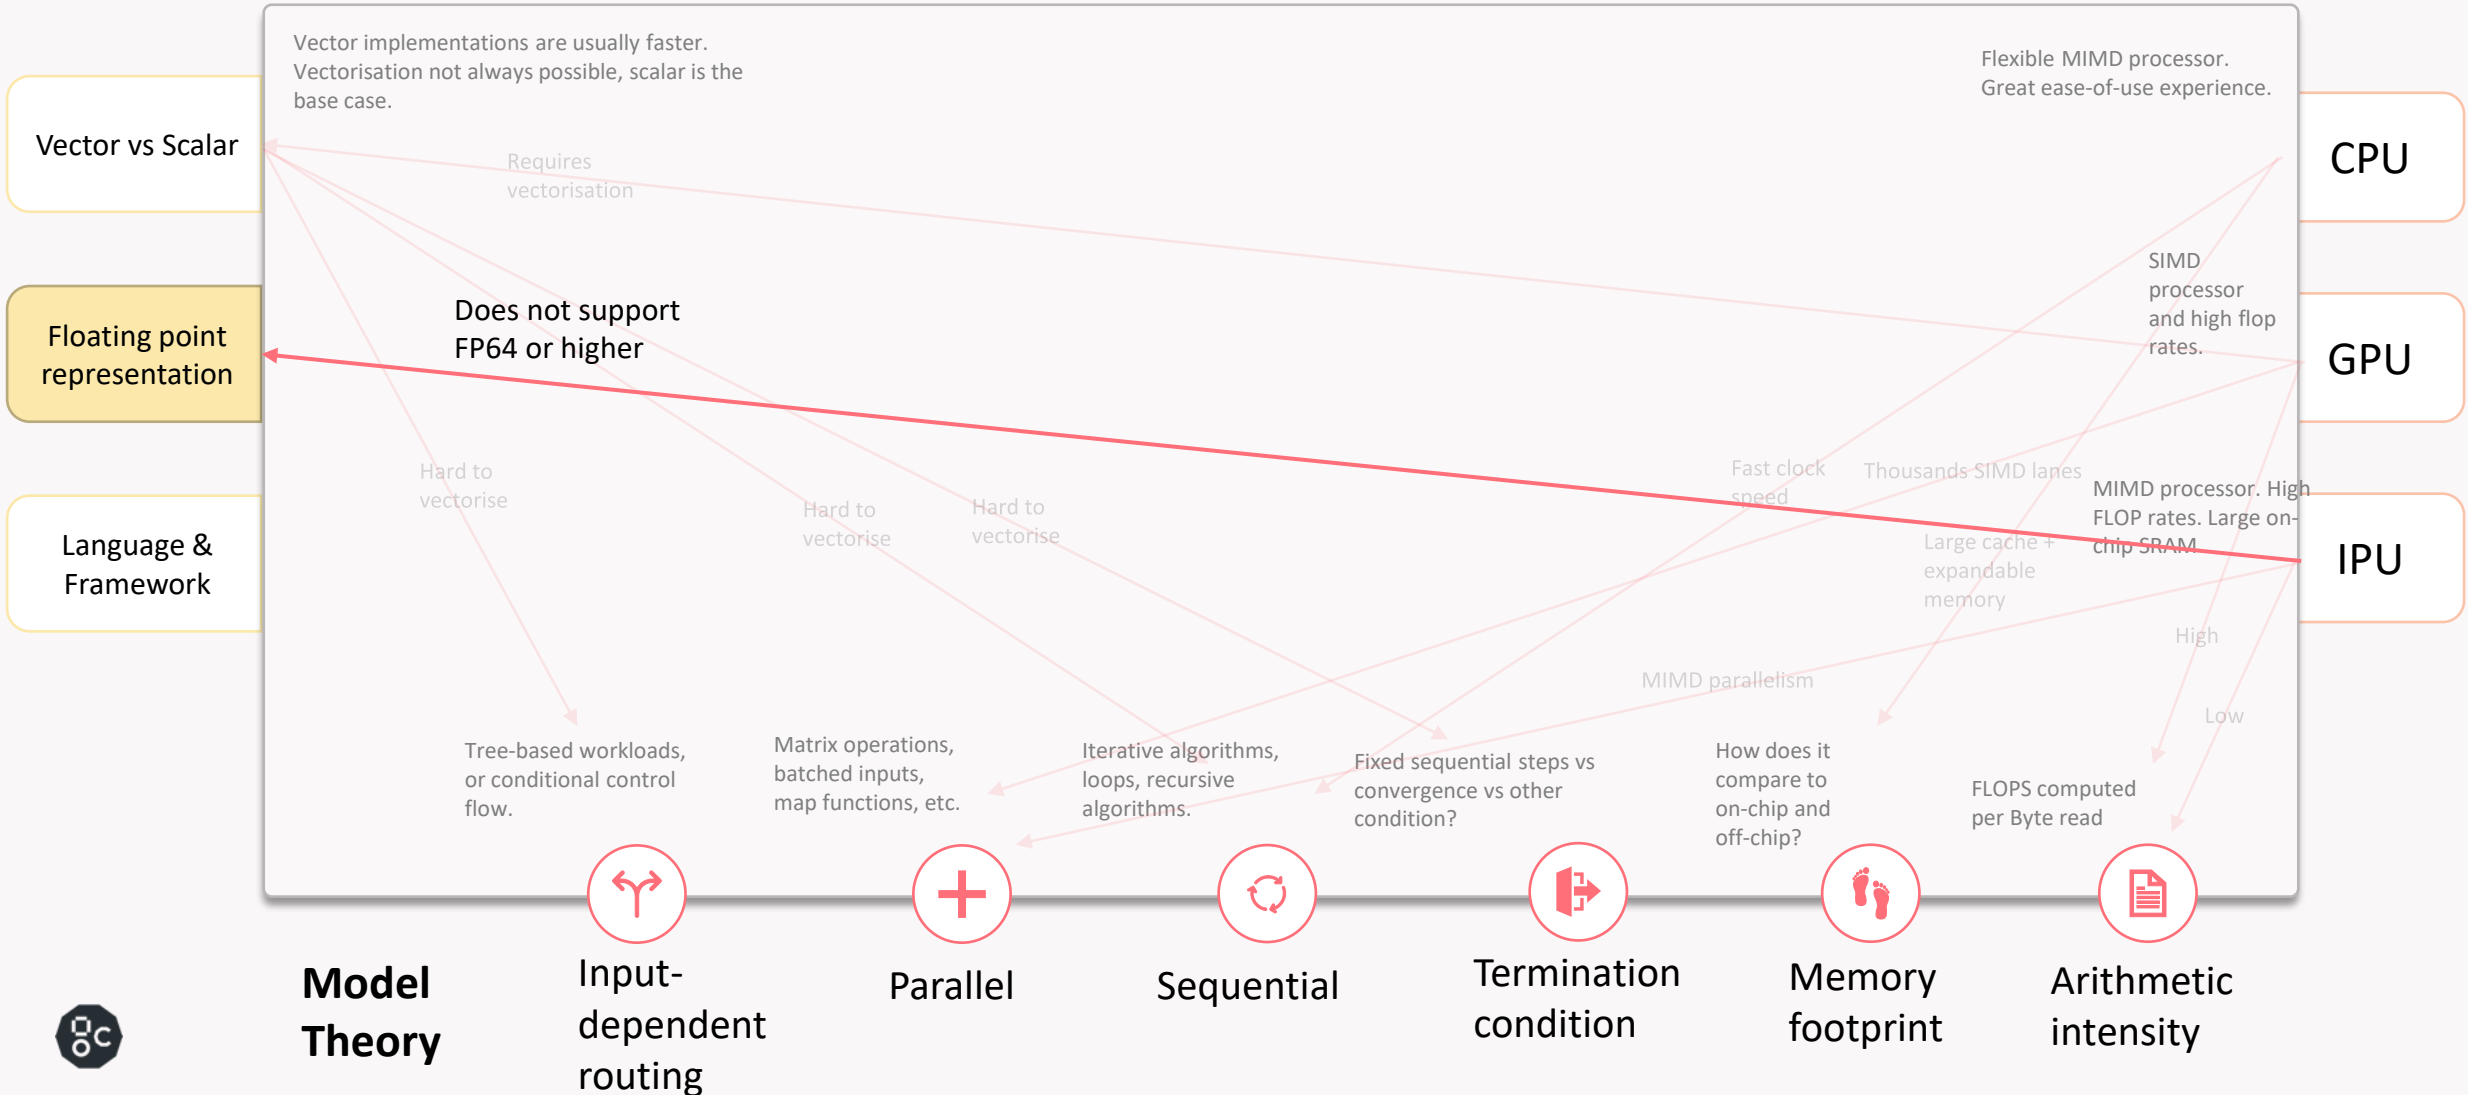 Vector implementations are usually faster.
Vectorisation not always possible, scalar is the
base case.
Flexible MIMD processor.
Great ease-of-use experience.
Vector vs Scalar
CPU
Requires
vectorisation
SIMD
processor
and high flop
rates.
Does not support
FP64 or higher
Floating point
representation
GPU
Hard to
vectorise
Hard to
vectorise
Hard to
vectorise
Fast clock
speed
Thousands SIMD lanes
MIMD processor. High
FLOP rates. Large on-
chip SRAM
Language &
Framework
Large cache +
expandable
memory
IPU
High
MIMD parallelism
Low
Tree-based workloads,
or conditional control
flow.
Matrix operations,
batched inputs,
map functions, etc.
Iterative algorithms,
loops, recursive
algorithms.
Fixed sequential steps vs
convergence vs other
condition?
How does it
compare to
on-chip and
off-chip?
FLOPS computed
per Byte read
Model
Theory
Input-
dependent
routing
Parallel
Sequential
Termination
condition
Memory
footprint
Arithmetic
intensity
gc